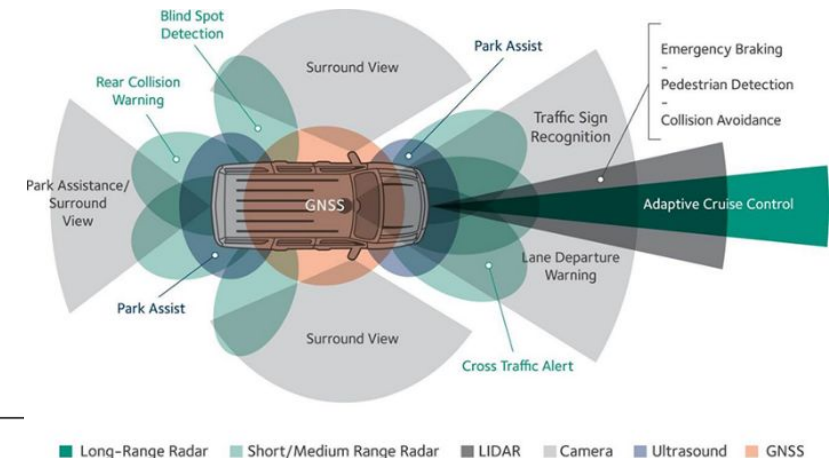 Blind Spot
Detection
Surround View
Park Assist
Emergency Braking
-
Pedestrian Detection
-
Collision Avoidance
Rear Collision
Warning
Traffic Sign
Recognition
Park Assistance/
Surround
View
GNSS
Adaptive Cruise Control
Lane Departure
Warning
Park Assist
Surround View
Cross Traffic Alert
Long-Range Radar
Short/Medium Range Radar
LIDAR
Camera
Ultrasound
GNSS